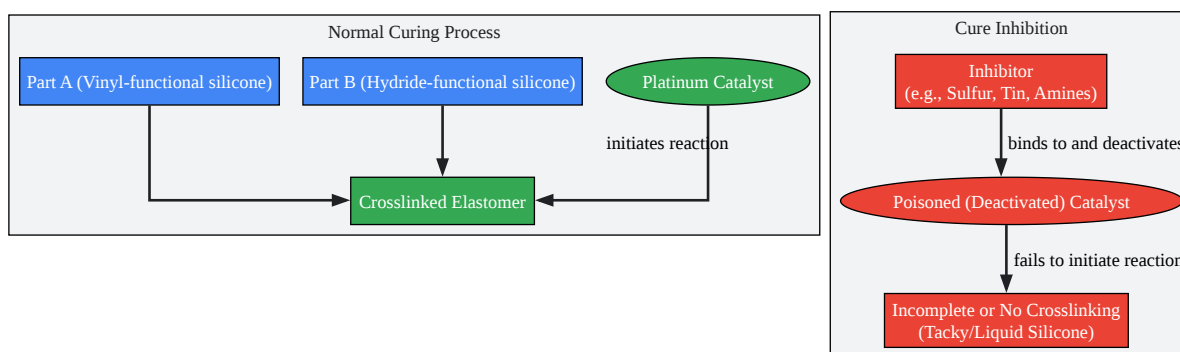 Normal Curing Process
Part A (Vinyl-functional silicone)
Part B (Hydride-functional silicone)
Platinum Catalyst
initiates reaction
Crosslinked Elastomer
Cure Inhibition
Inhibitor
(e.g., Sulfur, Tin, Amines)
binds to and deactivates
Poisoned (Deactivated) Catalyst
fails to initiate reaction
Incomplete or No Crosslinking
(Tacky/Liquid Silicone)